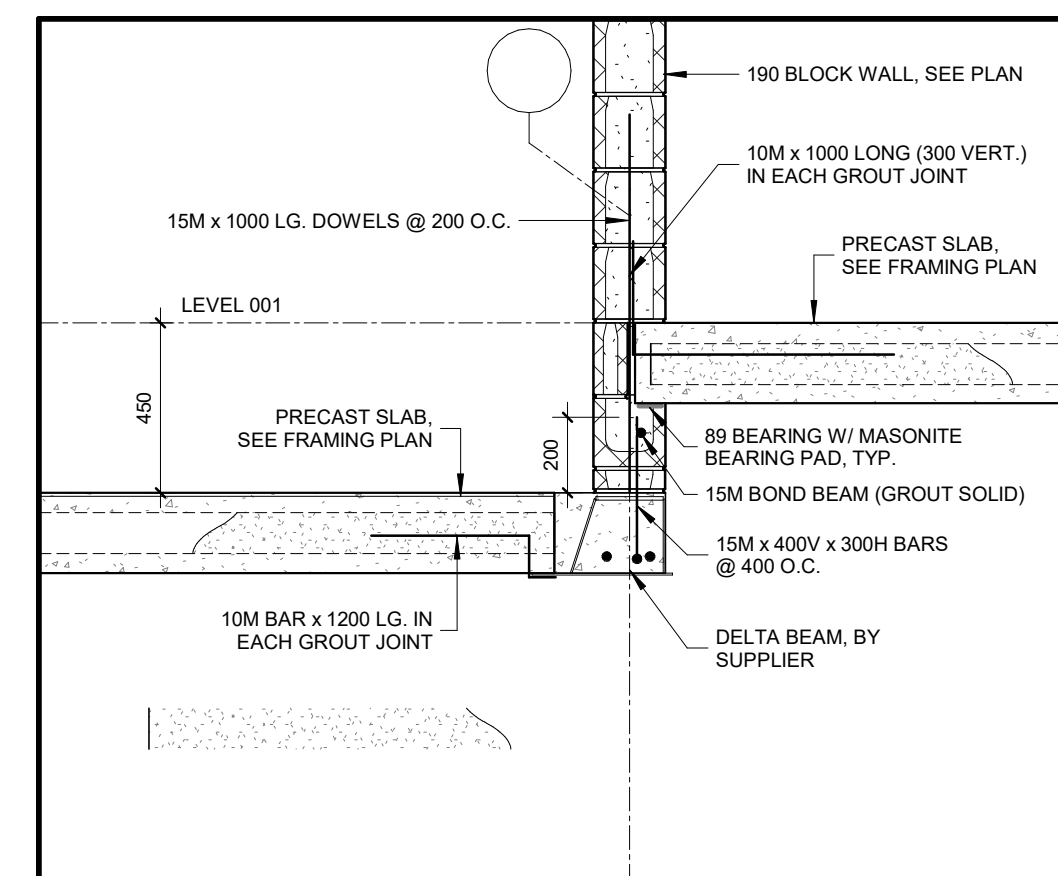 190 BLOCK WALL, SEE PLAN
10M x 1000 LONG (300 VERT.)
IN EACH GROUT JOINT
15M x 1000 LG. DOWELS @ 200 O.C.
PRECAST SLAB,
SEE FRAMING PLAN
LEVEL 001
450
PRECAST SLAB,
SEE FRAMING PLAN
200
89 BEARING W/ MASONITE
BEARING PAD, TYP.
15M BOND BEAM (GROUT SOLID)
15M x 400V x 300H BARS
@ 400 O.C.
10M BAR x 1200 LG. IN
EACH GROUT JOINT
DELTA BEAM, BY
SUPPLIER